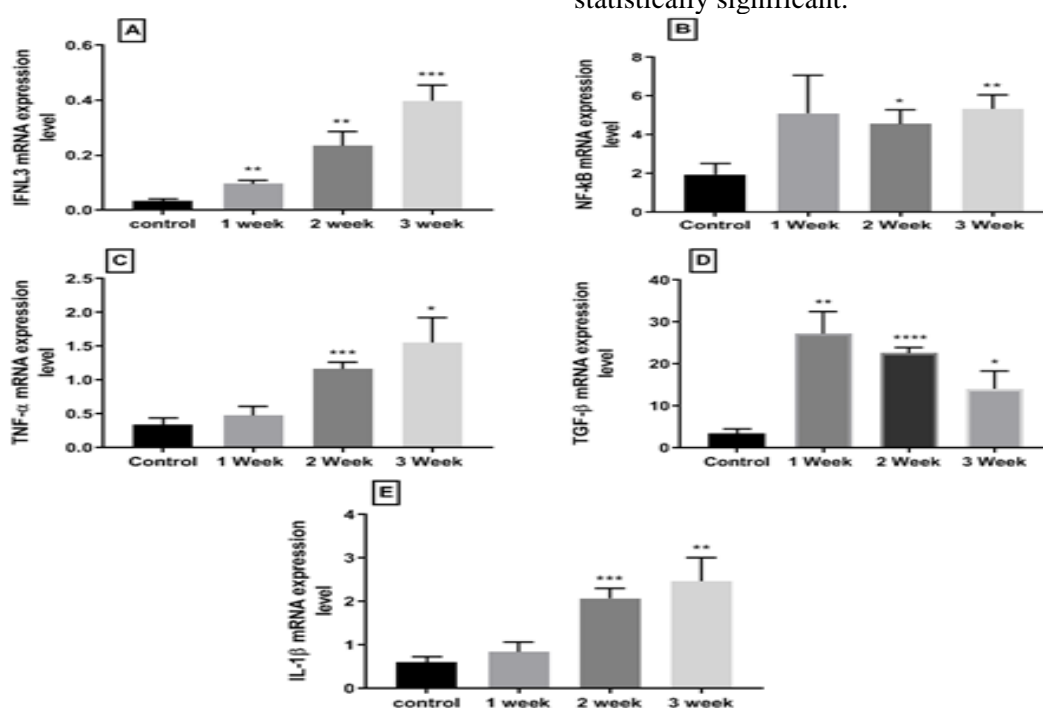 statistically significant.
A
IFNL3 mRNA expression
level
0.6
0.4
0.2
0.0
**
**
***
control 1 week 2 week 3 week
B
NF-kB mRNA expression
level
8
6
4
2
0
*
**
Control 1 Week 2 Week 3 Week
C
TNF-α mRNA expression
level
2.5
2.0
1.5
1.0
0.5
0.0
***
*
Control 1 Week 2 Week 3 Week
D
TGF-β mRNA expression
level
40
30
20
10
0
**
****
*
Control 1 Week 2 Week 3 Week
E
IL-1β mRNA expression
level
4
3
2
1
0
***
**
control 1 week 2 week 3 week